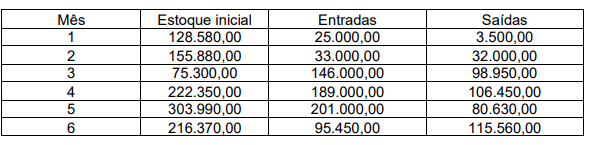 Mês Estoque inicial Entradas Saídas
1 128.580,00 25.000,00 3.500,00
2 155.880,00 33.000,00 32.000,00
3 75.300,00 146.000,00 98.950,00
4 222.350,00 189.000,00 106.450,00
5 303.990,00 201.000,00 80.630,00
6 216.370,00 95.450,00 115.560,00